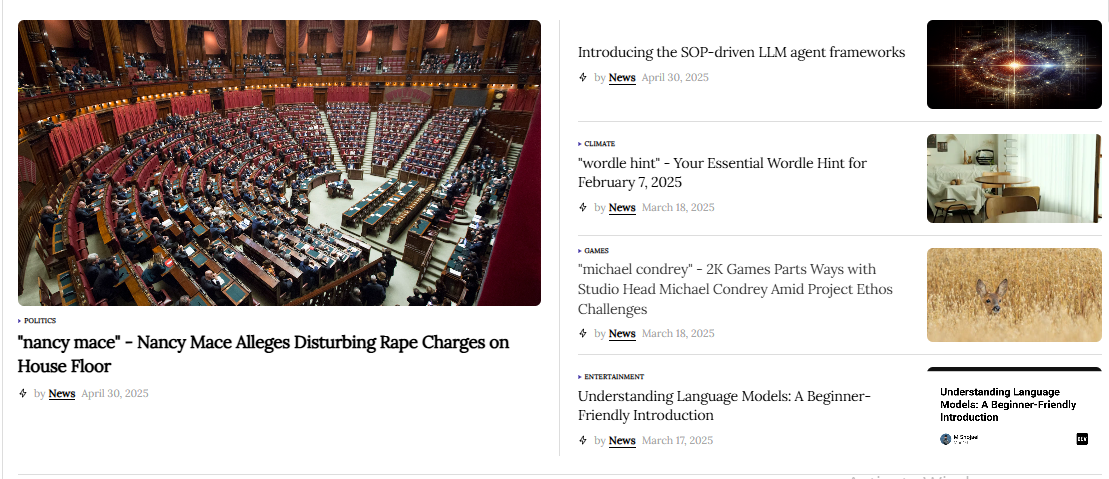 POLITICS
"nancy mace" - Nancy Mace Alleges Disturbing Rape Charges on
House Floor
by News April 30, 2025
Introducing the SOP-driven LLM agent frameworks
by News April 30, 2025
CLIMATE
"wordle hint" - Your Essential Wordle Hint for
February 7, 2025
by News March 18, 2025
GAMES
"michael condrey" - 2K Games Parts Ways with
Studio Head Michael Condrey Amid Project Ethos
Challenges
by News March 18, 2025
ENTERTAINMENT
Understanding Language Models: A Beginner-
Friendly Introduction
by News March 17, 2025
Understanding Language
Models: A Beginner-Friendly
Introduction